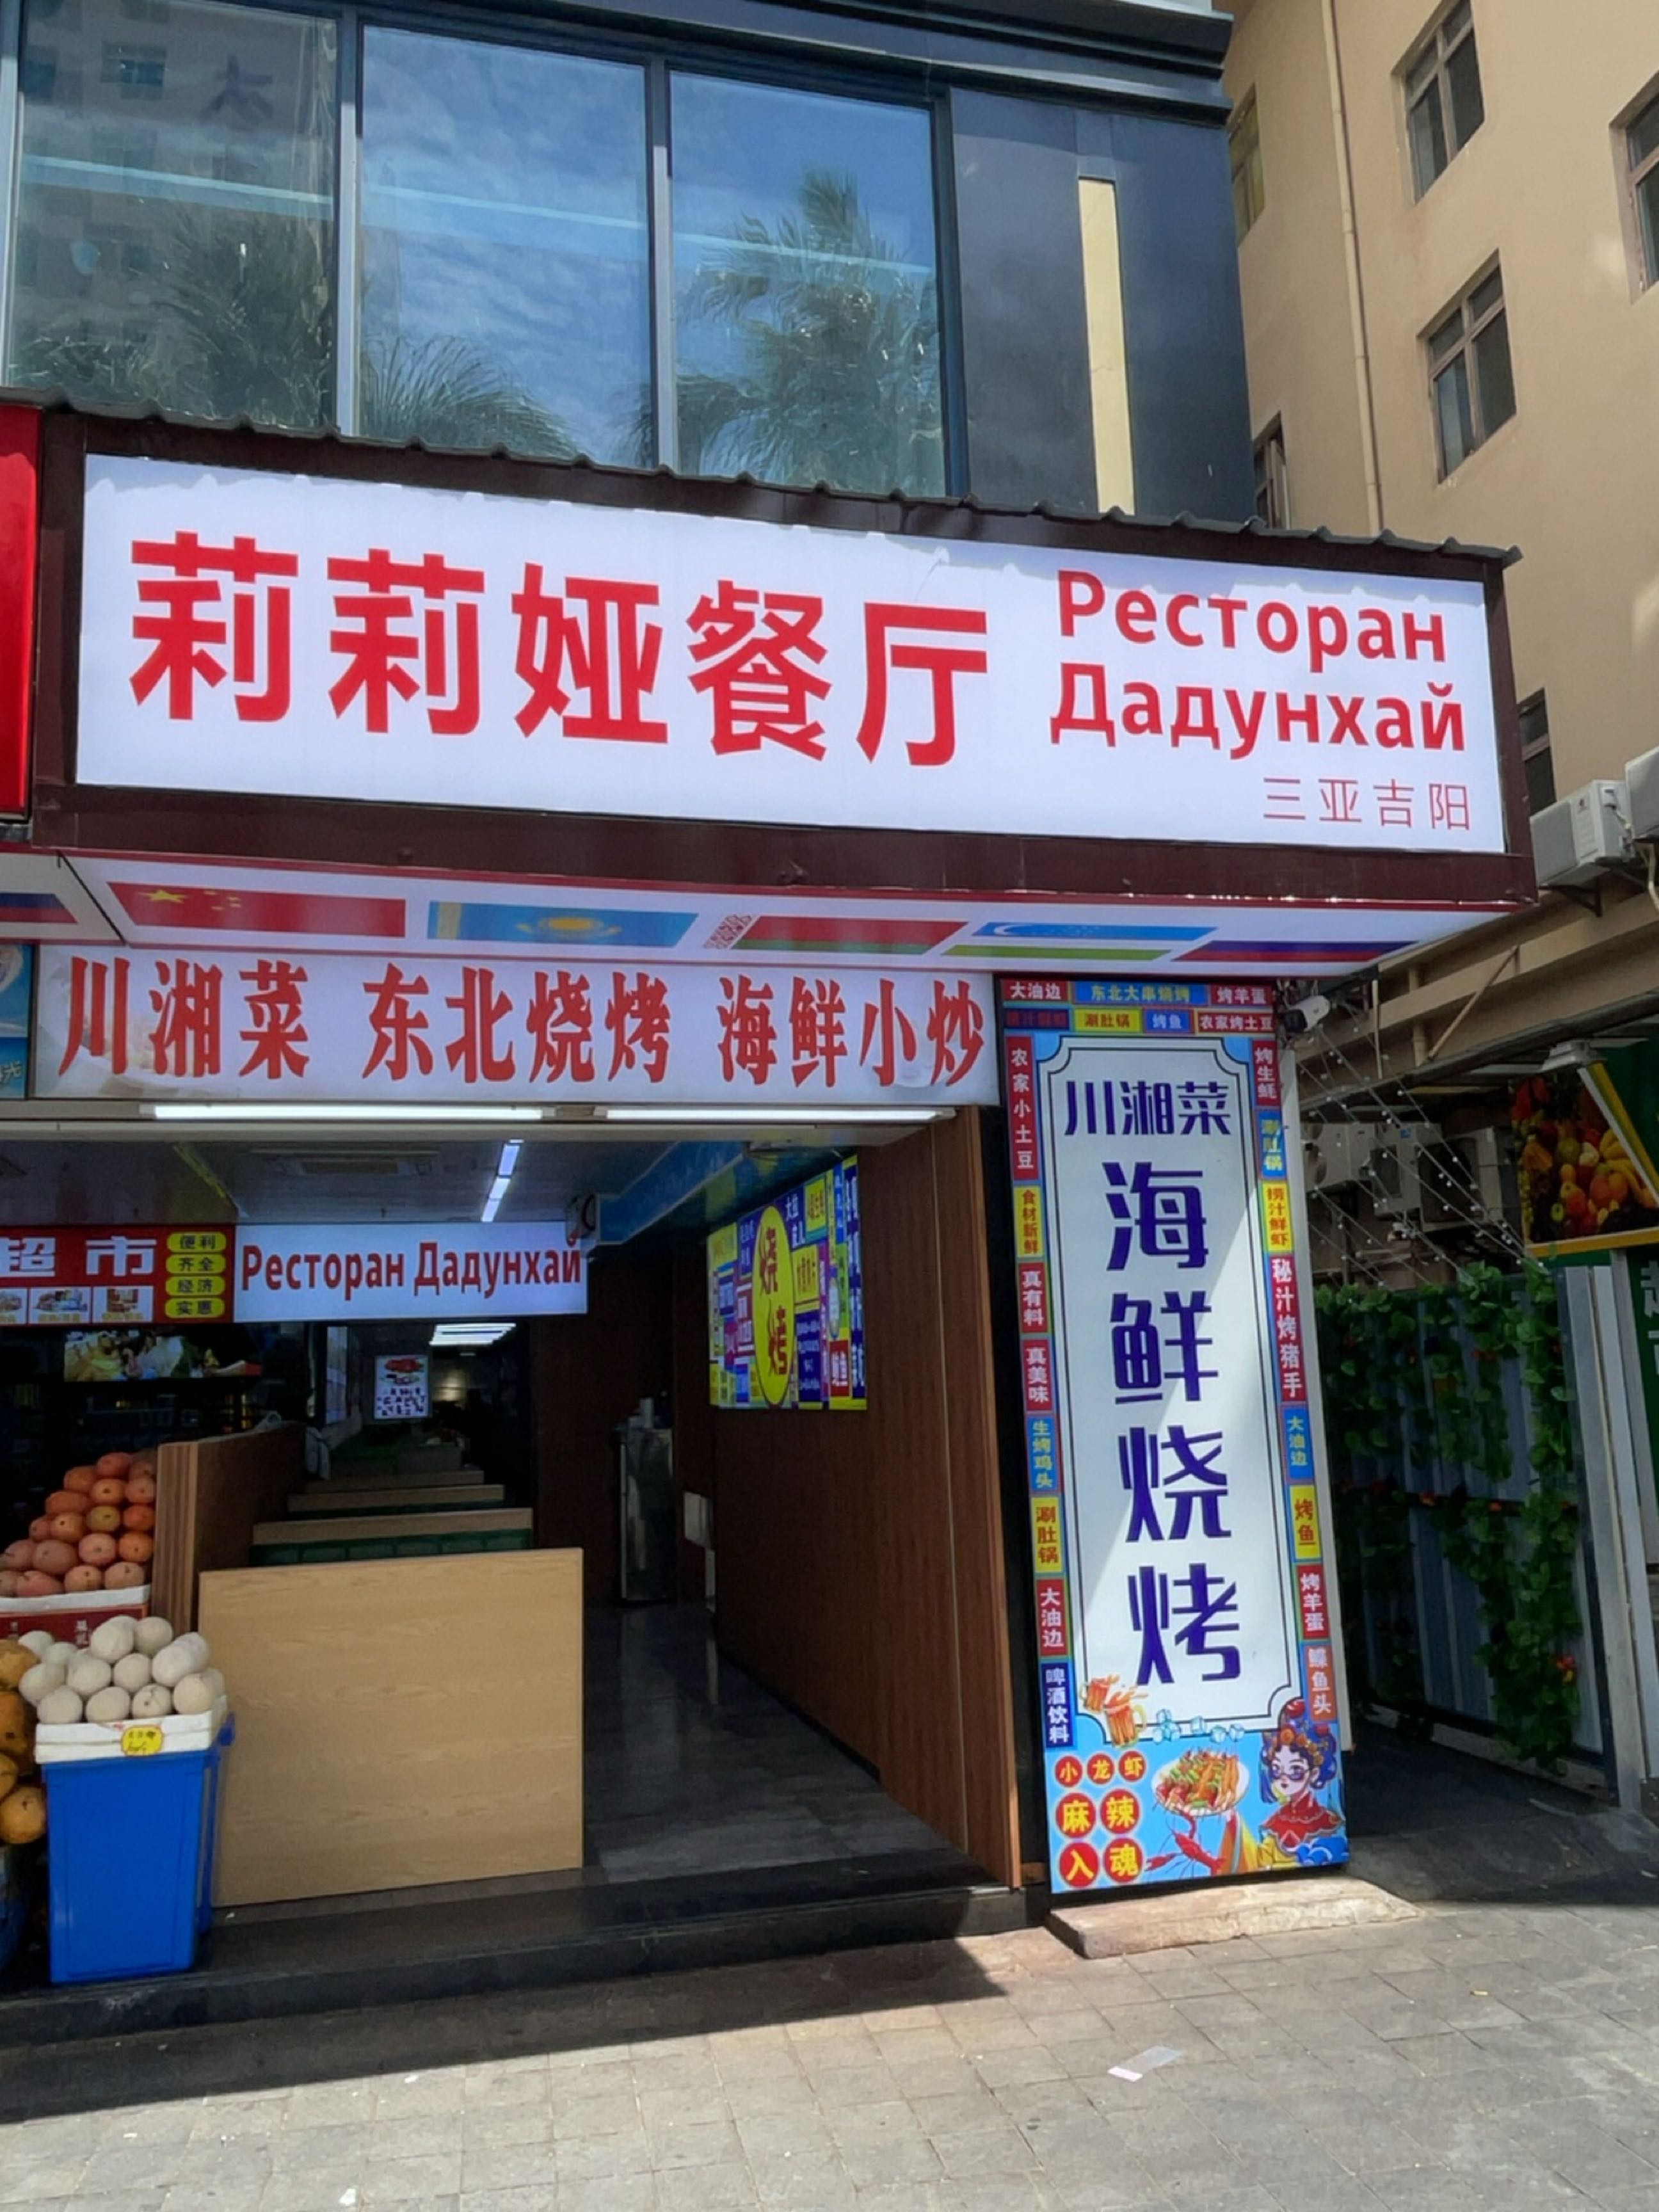 莉莉娅餐厅
Ресторан
Дадунхай
三亚吉阳
川湘菜 东北烧烤 海鲜小炒
大油边 东北大串烧烤 烤羊蛋
涮肚锅 烤鱼 农家烤土豆
农家小土豆
食材新鲜
真有料
真美味
生烤鸡头
涮肚锅
大油边
啤酒饮料
川湘菜
海鲜烧烤
烤生蚝
涮肚锅
捞汁鲜虾
秘汁烤猪手
大油边
烤鱼
烤羊蛋
鲽鱼头
小龙虾
麻辣
入魂
超市
便利
齐全
经济
实惠
Ресторан Дадунхай
烧烤